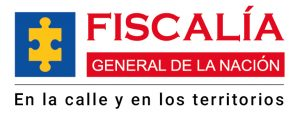 FISCALÍA
GENERAL DE LA NACIÓN
En la calle y en los territorios